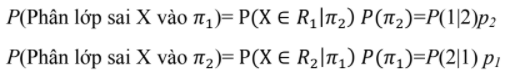 P(Phân lớp sai X vào π₁)= P(X ∈ R₁|π₂) P(π₂)=P(1|2)p₂
P(Phân lớp sai X vào π₂)= P(X ∈ R₂|π₁) P(π₁)=P(2|1) p₁